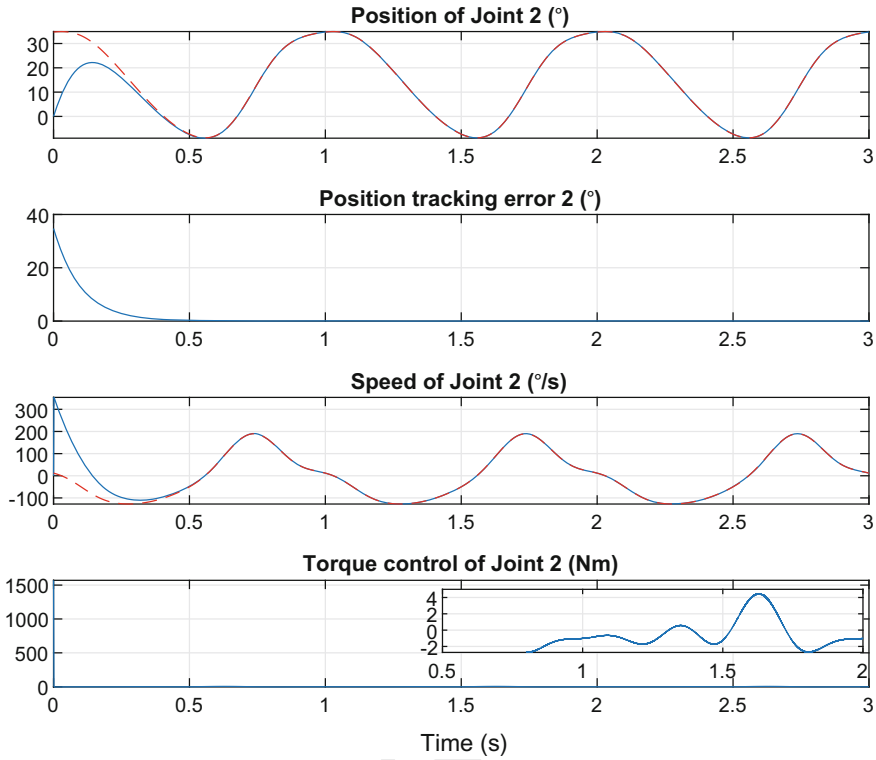 Position of Joint 2 (°)
30
20
10
0
0 0.5 1 1.5 2 2.5 3
Position tracking error 2 (°)
40
20
0
0 0.5 1 1.5 2 2.5 3
Speed of Joint 2 (°/s)
300
200
100
0
-100
0 0.5 1 1.5 2 2.5 3
Torque control of Joint 2 (Nm)
1500
1000
500
0
4
2
0
-2
0.5 1 1.5 2
0 0.5 1 1.5 2 2.5 3
Time (s)